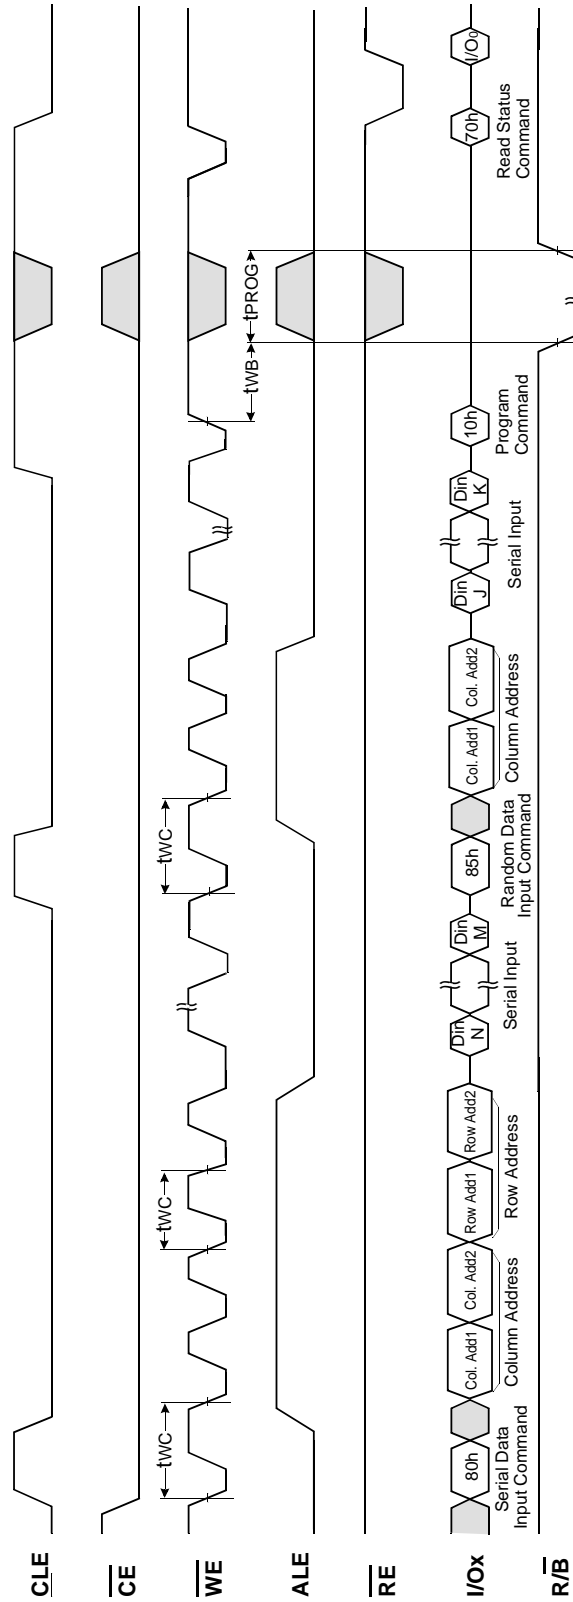 CLE
CE
WE
tWC
tWC
tWC
tWB
tPROG
ALE
RE
I/Ox
80h
Col. Add1
Col. Add2
Row Add1
Row Add2
Din
N
Din
M
85h
Col. Add1
Col. Add2
Din
J
Din
K
10h
70h
I/O0
Serial Data
Input Command
Column Address
Row Address
Serial Input
Random Data
Input Command
Column Address
Serial Input
Program
Command
Read Status
Command
R/B